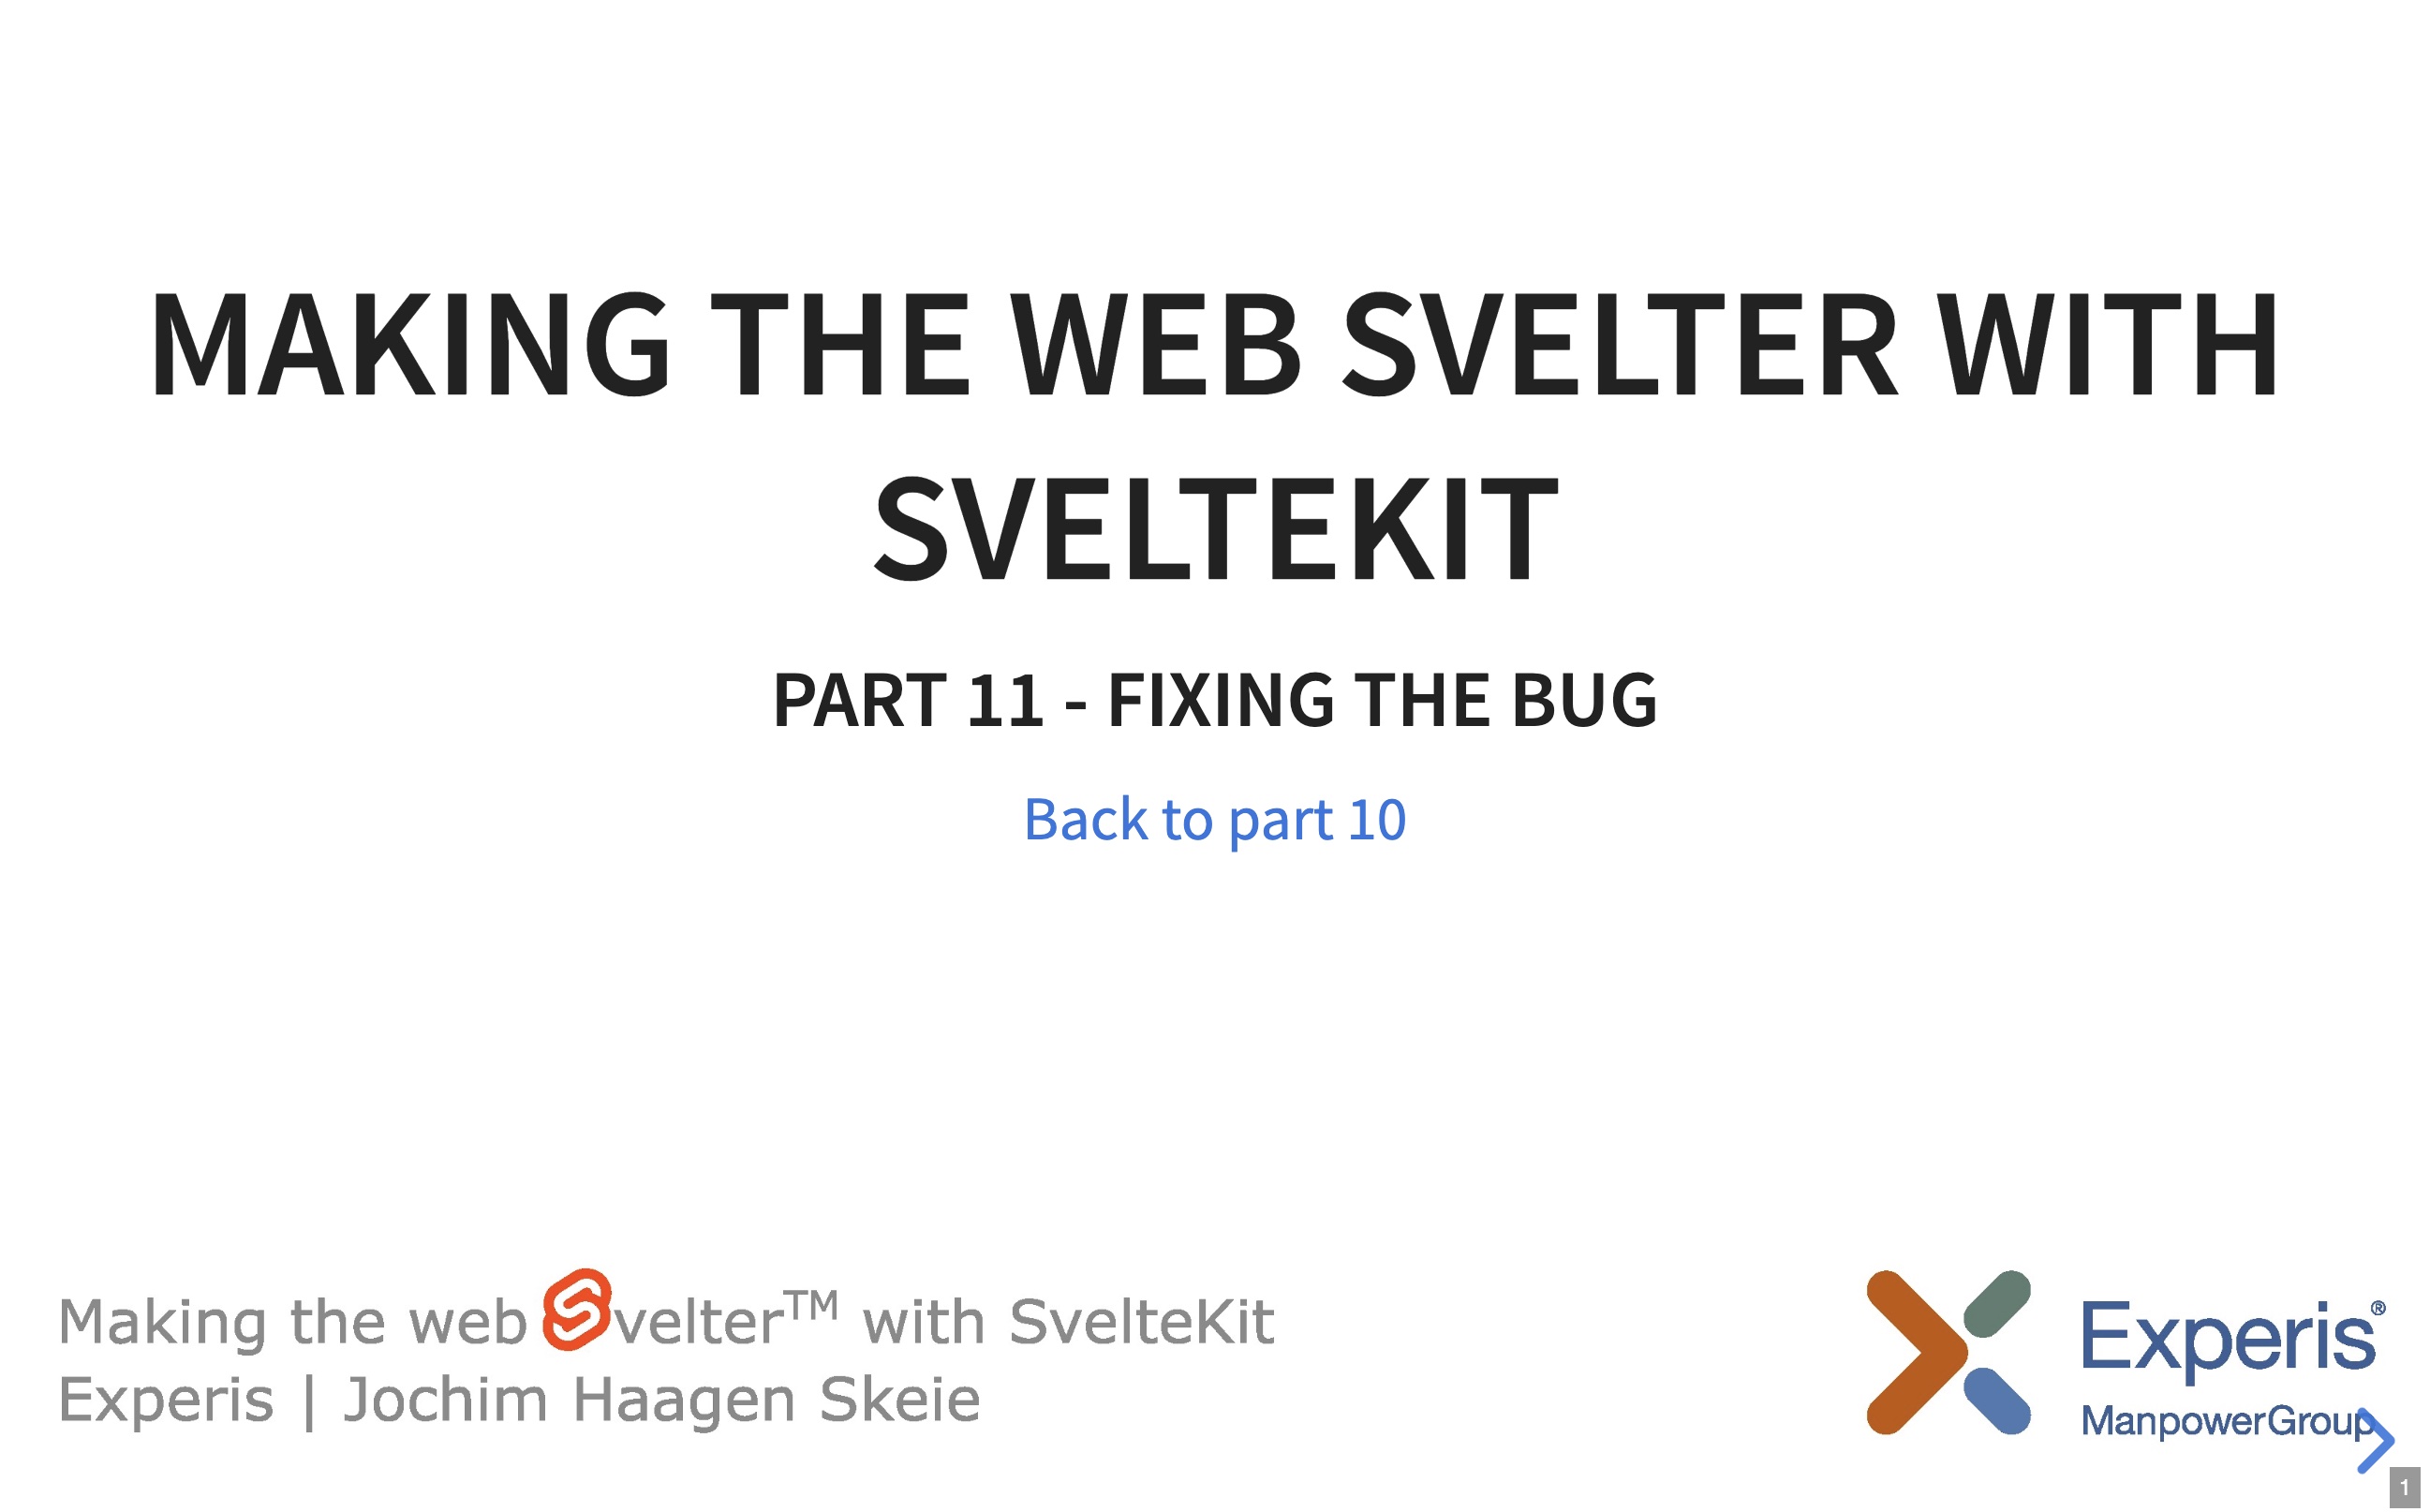 MAKING THE WEB SVELTER WITH
SVELTEKIT
PART 11 - FIXING THE BUG
Back to part 10
Making the web Svelter™ with SvelteKit
Experis | Jochim Haagen Skeie
Experis®
ManpowerGroup
1